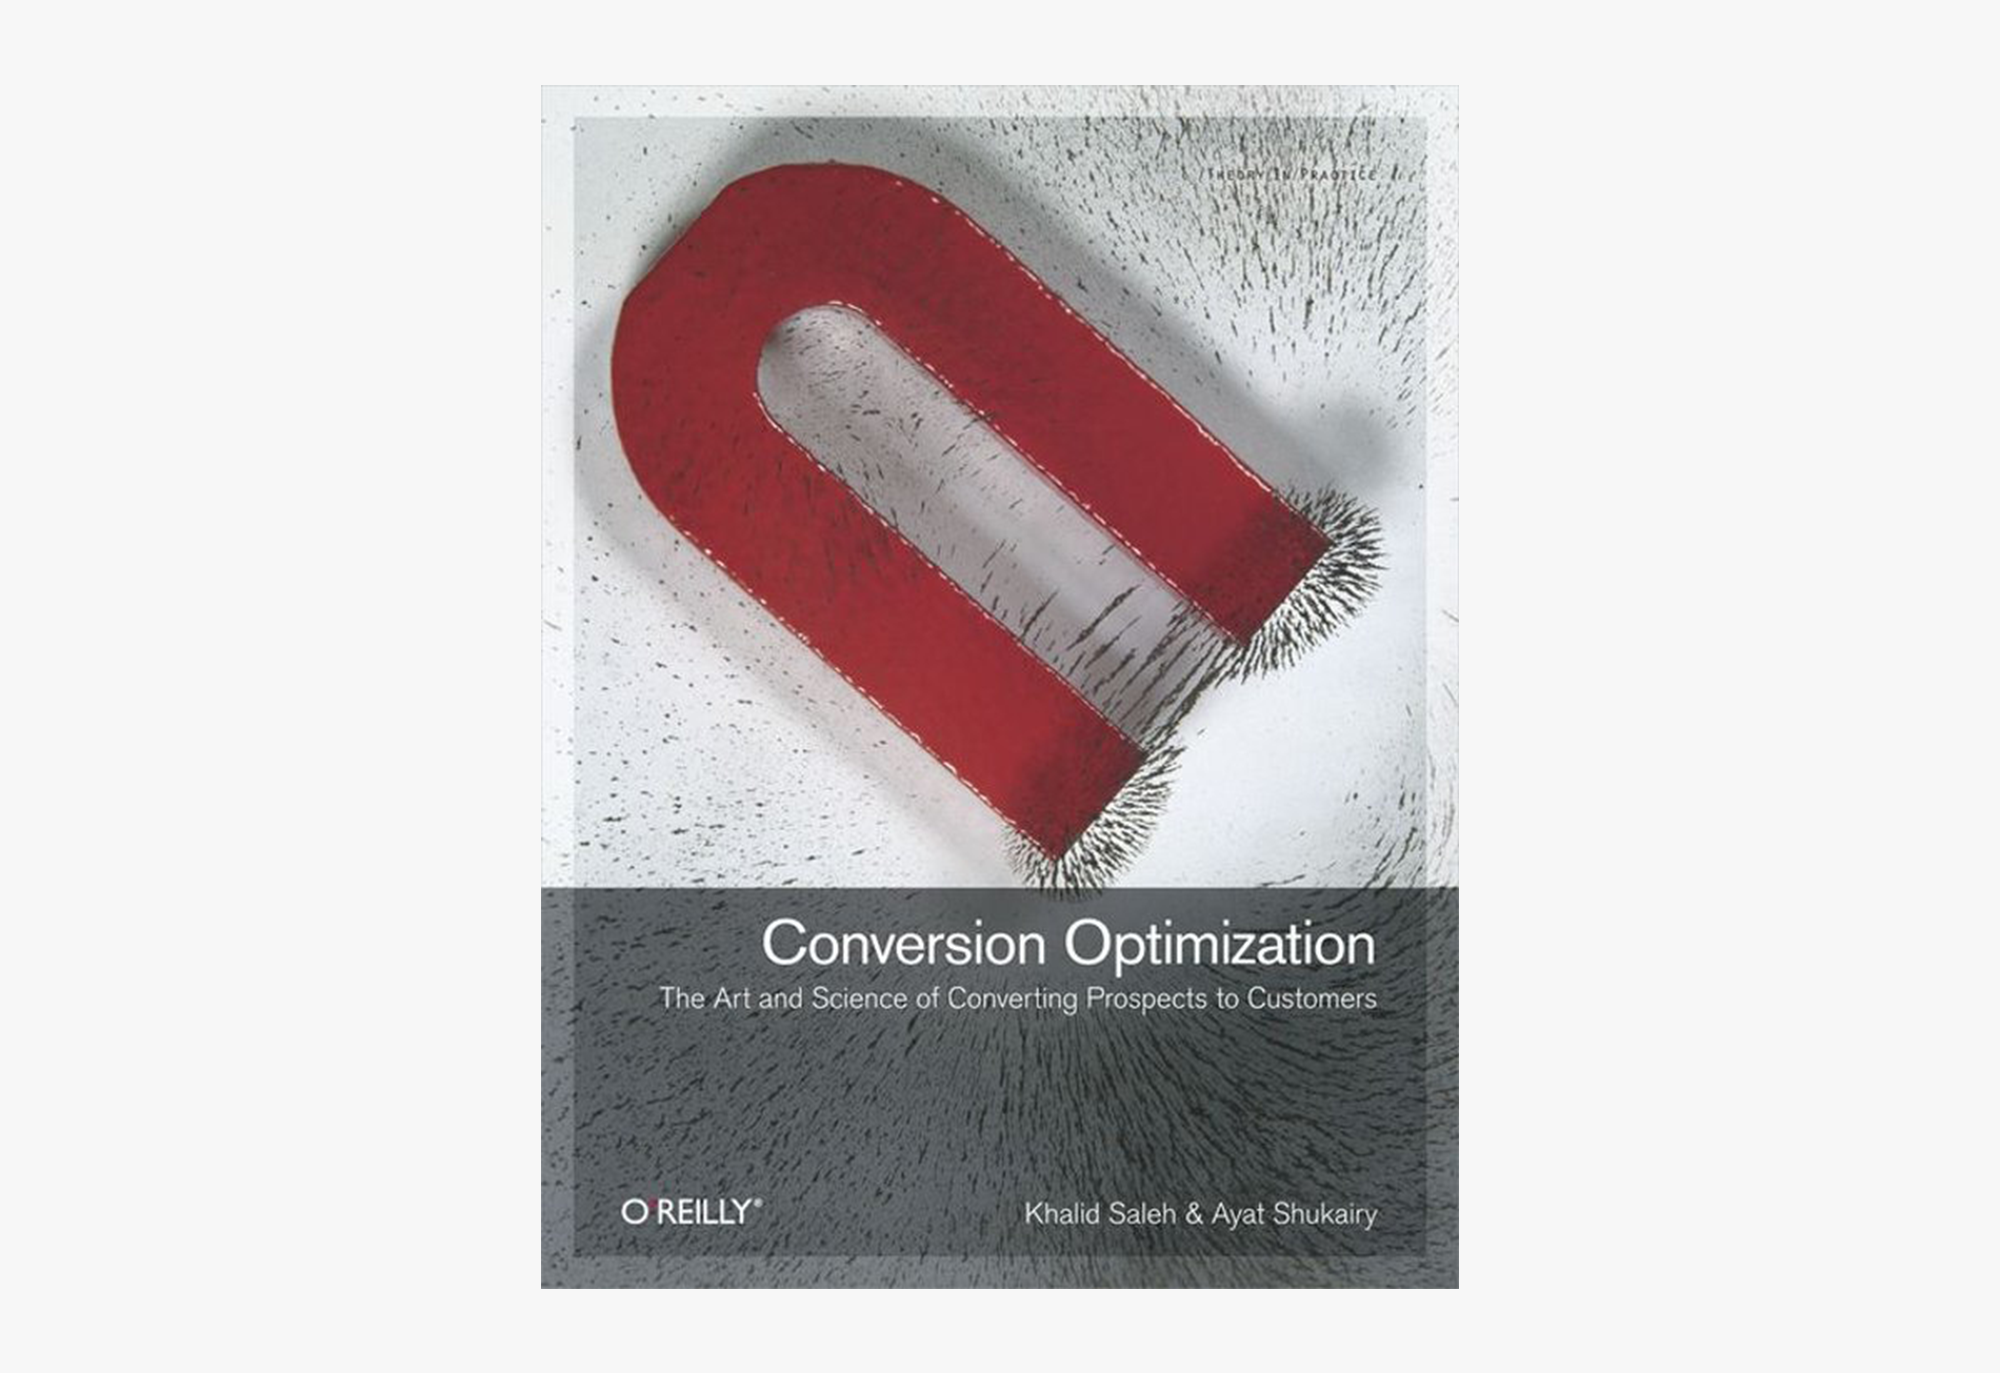 THEORY IN PRACTICE
Conversion Optimization
The Art and Science of Converting Prospects to Customers
O'REILLY®
Khalid Saleh & Ayat Shukairy